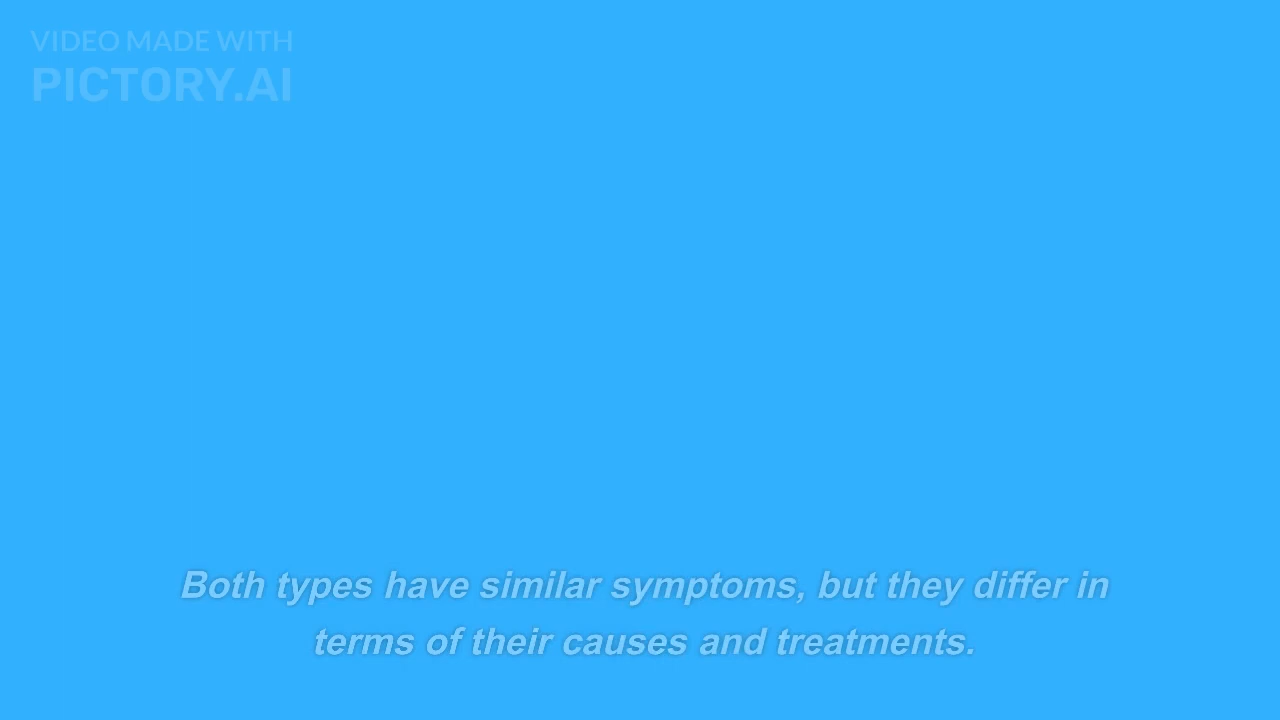 VIDEO MADE WITH
PICTORY.AI
Both types have similar symptoms, but they differ in
terms of their causes and treatments.